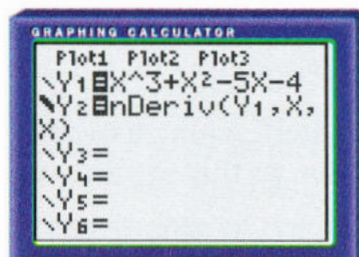 GRAPHING CALCULATOR
Plot1 Plot2 Plot3
\Y₁=X^3+X²-5X-4
\Y₂=nDeriv(Y₁,X,
X)
\Y₃=
\Y₄=
\Y₅=
\Y₆=